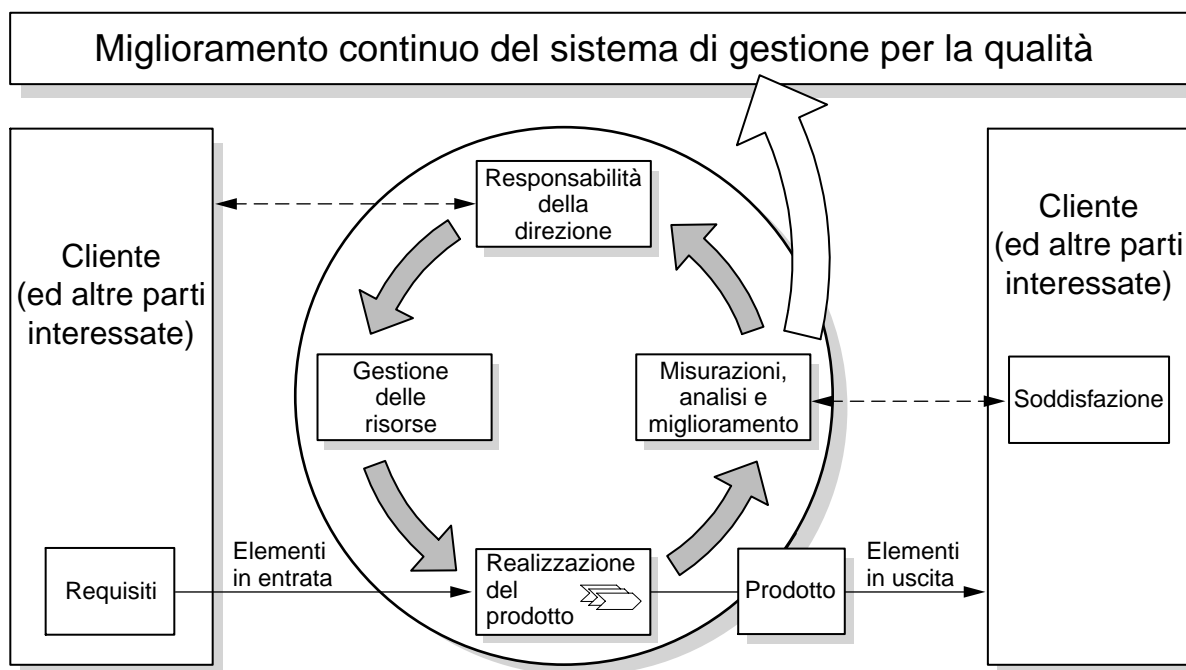 Miglioramento continuo del sistema di gestione per la qualità
Cliente
(ed altre parti
interessate)
Responsabilità
della
direzione
Cliente
(ed altre parti
interessate)
Gestione
delle
risorse
Misurazioni,
analisi e
miglioramento
Soddisfazione
Requisiti
Elementi
in entrata
Realizzazione
del
prodotto
Prodotto
Elementi
in uscita